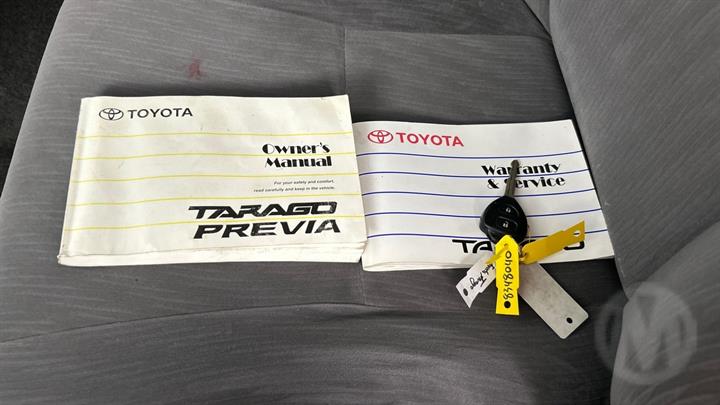 TOYOTA
Owner's
Manual
For your safety and comfort,
read carefully and keep in the vehicle.
TARAGO
PREVIA
TOYOTA
Warranty
& Service
TARAGO
8348040
M